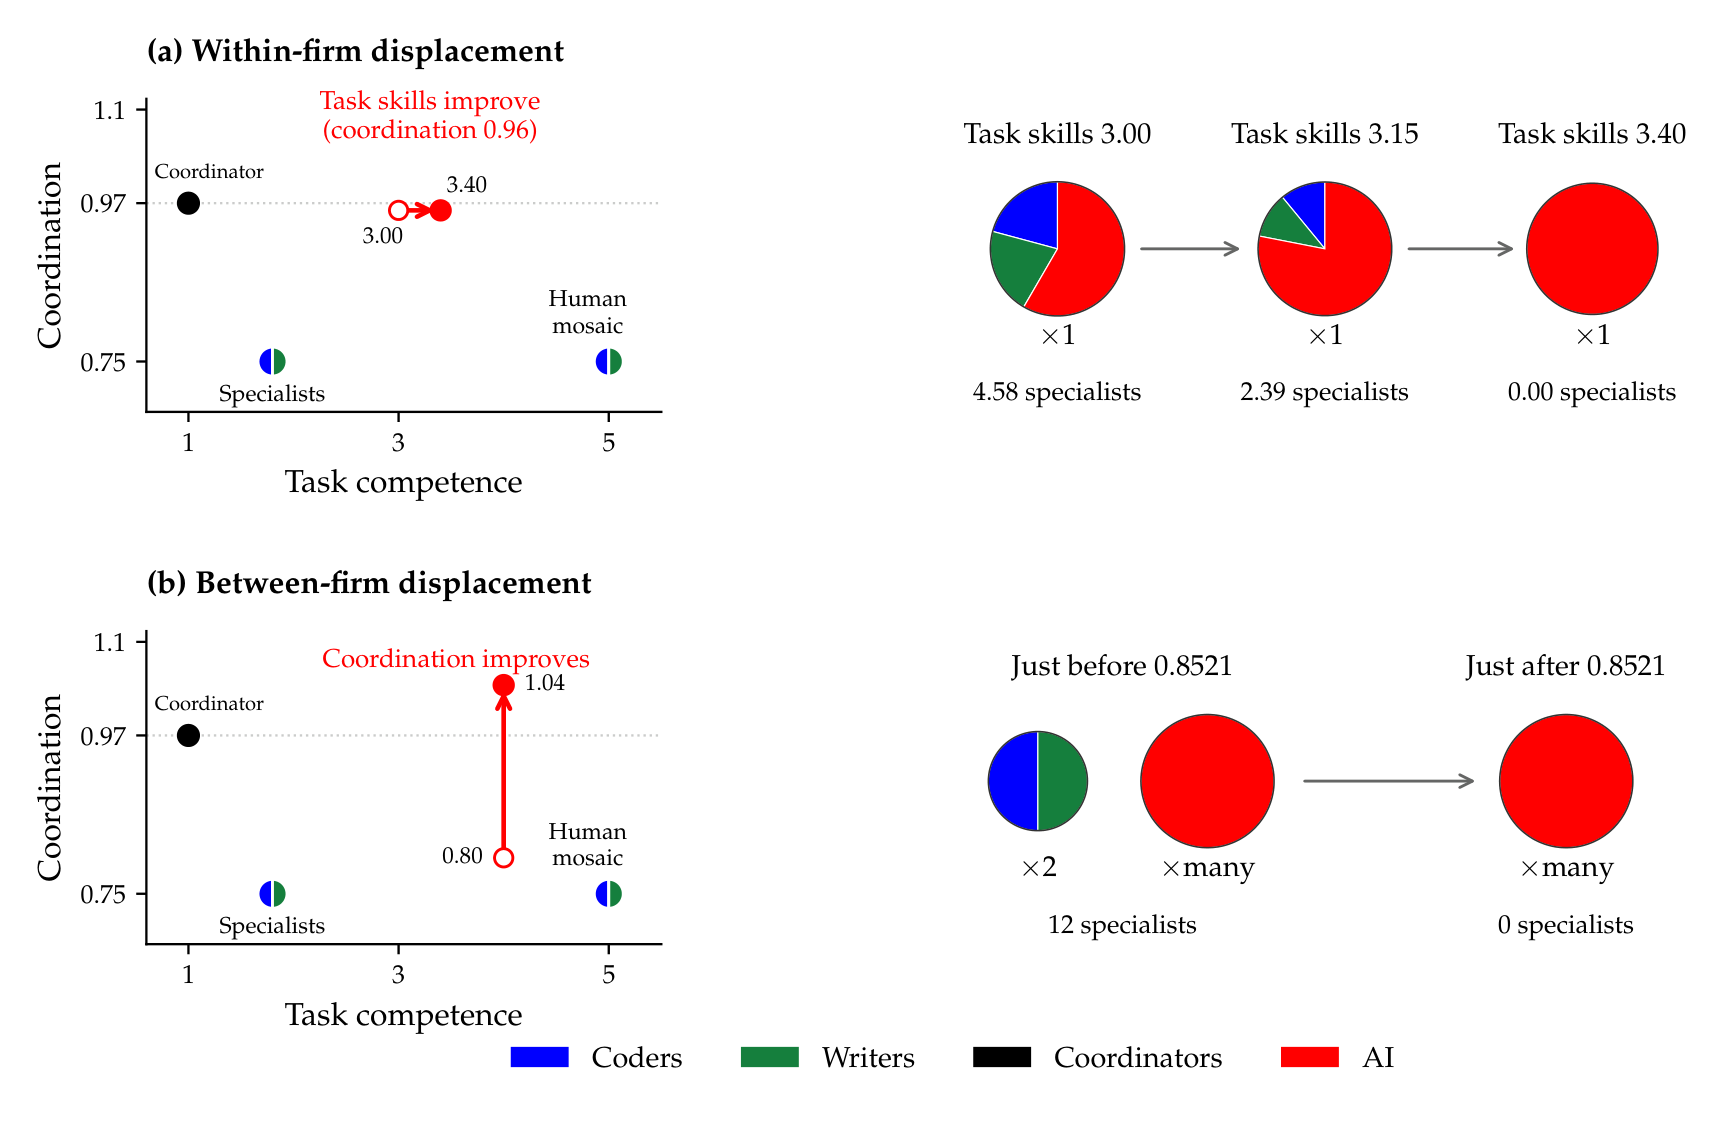 (a) Within-firm displacement
Task skills improve
(coordination 0.96)
1.1
0.97
0.75
Coordination
Coordinator
3.40
3.00
Human
mosaic
Specialists
1
3
5
Task competence
Task skills 3.00
Task skills 3.15
Task skills 3.40
×1
×1
×1
4.58 specialists
2.39 specialists
0.00 specialists
(b) Between-firm displacement
1.1
0.97
0.75
Coordination
Coordination improves
1.04
Coordinator
0.80
Human
mosaic
Specialists
1
3
5
Task competence
Just before 0.8521
Just after 0.8521
×2
×many
×many
12 specialists
0 specialists
Coders
Writers
Coordinators
AI